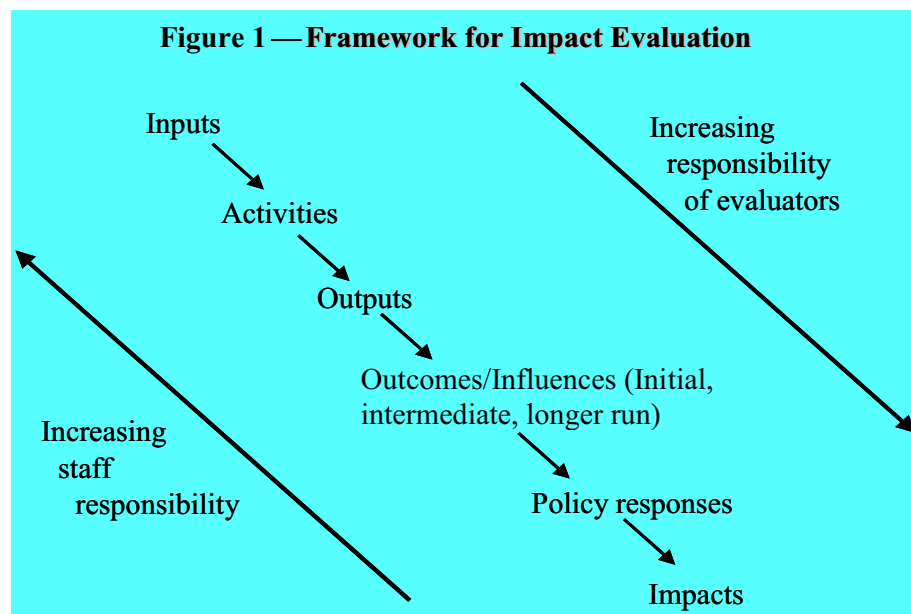 Figure 1 — Framework for Impact Evaluation
Inputs
Increasing
responsibility
of evaluators
Activities
Outputs
Outcomes/Influences (Initial,
intermediate, longer run)
Increasing
staff
responsibility
Policy responses
Impacts